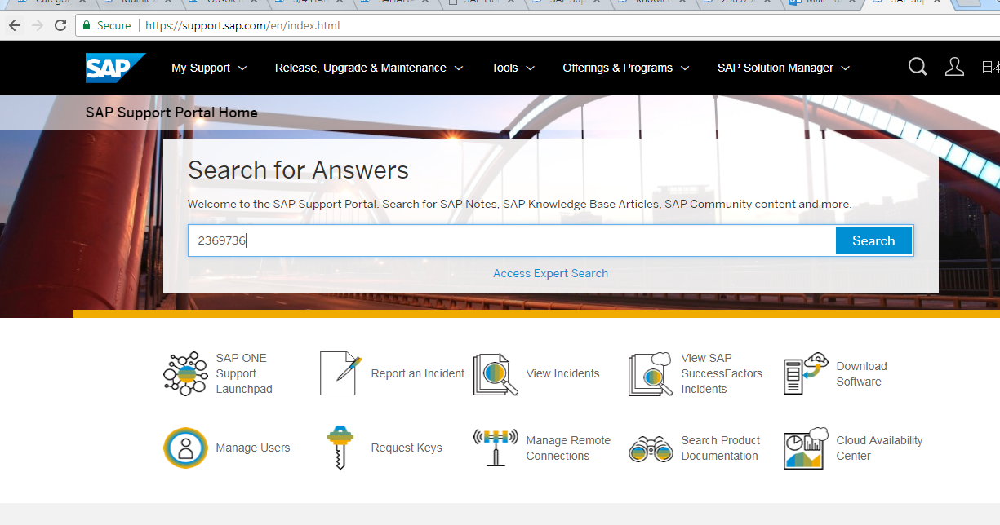 Secure https://support.sap.com/en/index.html
SAP My Support Release, Upgrade & Maintenance Tools Offerings & Programs SAP Solution Manager 日本
SAP Support Portal Home
Search for Answers
Welcome to the SAP Support Portal. Search for SAP Notes, SAP Knowledge Base Articles, SAP Community content and more.
2369736 Search
Access Expert Search
SAP ONE
Support
Launchpad
Report an Incident
View Incidents
View SAP
SuccessFactors
Incidents
Download
Software
Manage Users
Request Keys
Manage Remote
Connections
Search Product
Documentation
Cloud Availability
Center